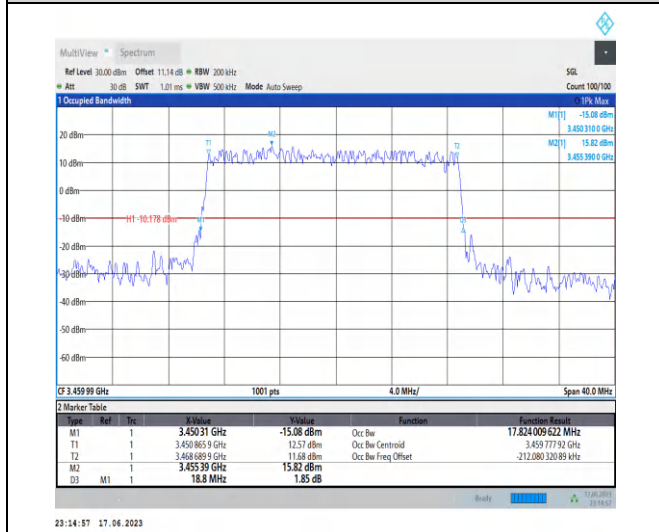 MultiView Spectrum
Ref Level 30.00 dBm Offset 11.14 dB RBW 200 kHz SGL
Att 30 dB SWT 1.01 ms VBW 500 kHz Mode Auto Sweep Count 100/100
1 Occupied Bandwidth 1Pk Max
M1[1] -15.08 dBm
3.450 310 0 GHz
M2[1] 15.82 dBm
3.455 390 0 GHz
20 dBm
M2
T1
T2
10 dBm
0 dBm
-10 dBm
H1 -10.178 dBm
M1
D3
-20 dBm
-30 dBm
-40 dBm
-50 dBm
-60 dBm
CF 3.459 99 GHz 1001 pts 4.0 MHz/ Span 40.0 MHz
2 Marker Table
Type Ref Trc X-Value Y-Value Function Function Result
M1 1 3.450 31 GHz -15.08 dBm Occ Bw 17.824 009 622 MHz
T1 1 3.450 865 9 GHz 12.57 dBm Occ Bw Centroid 3.459 777 92 GHz
T2 1 3.468 689 9 GHz 11.68 dBm Occ Bw Freq Offset -212.080 320 89 kHz
M2 1 3.455 39 GHz 15.82 dBm
D3 M1 1 18.8 MHz 1.85 dB
Ready 17.06.2023
23:14:57
23:14:57 17.06.2023